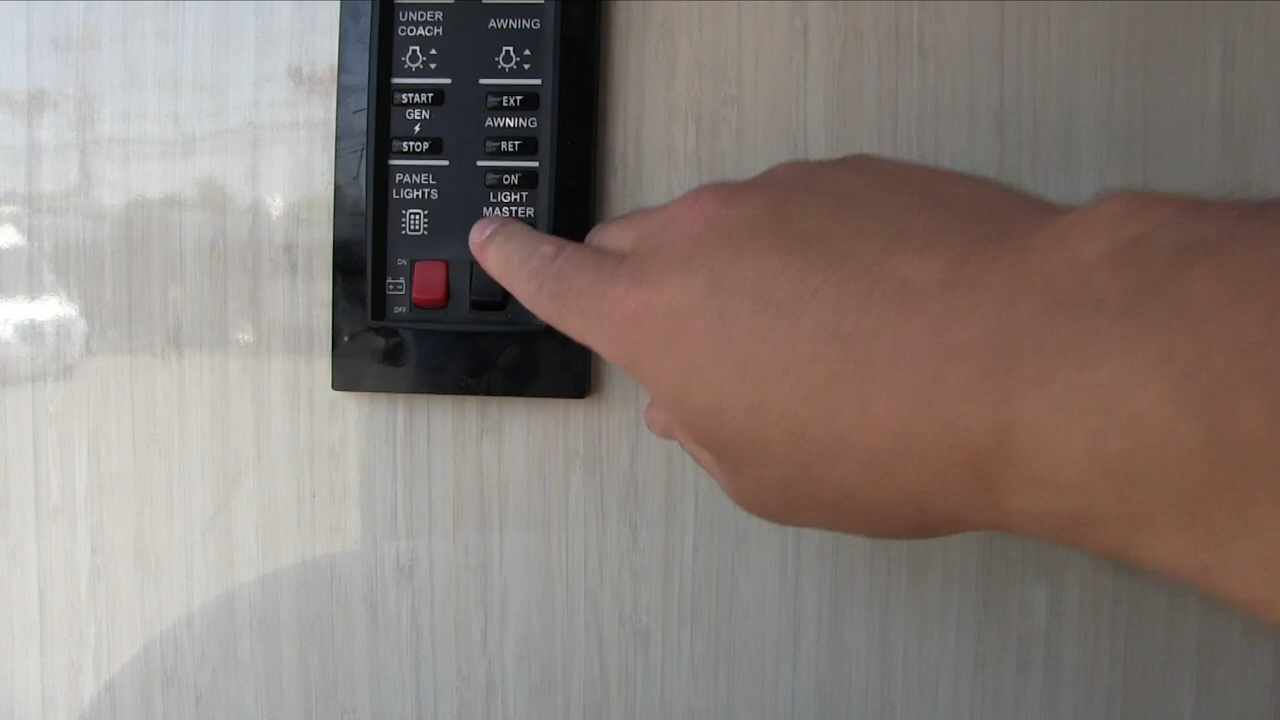 UNDER
COACH
START
GEN
STOP
PANEL
LIGHTS
ON
OFF
AWNING
EXT
AWNING
RET
ON
LIGHT
MASTER